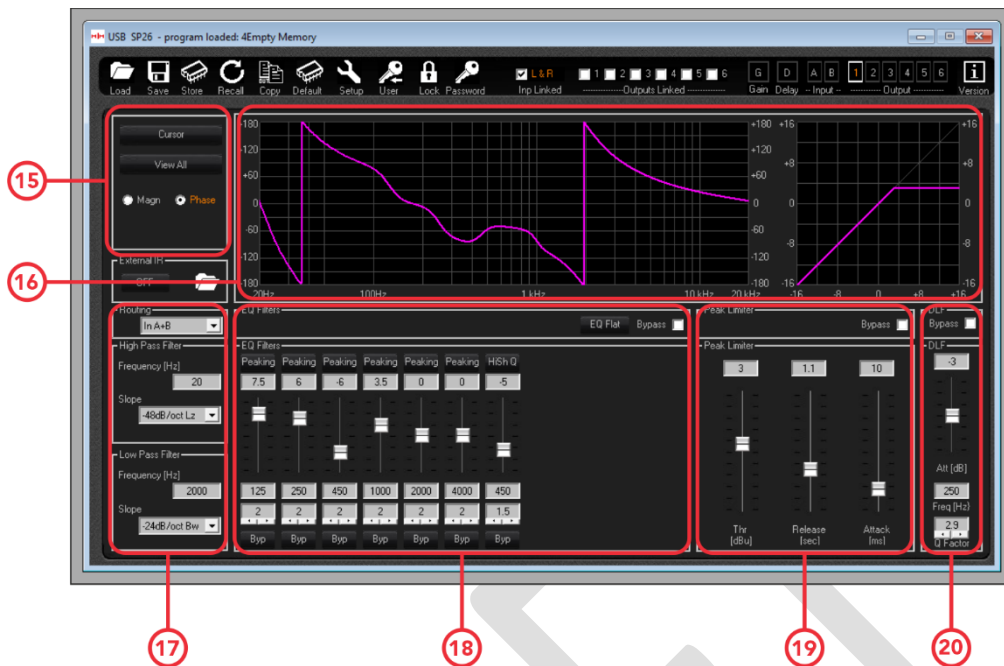 USB SP26 - program loaded: 4Empty Memory
Load Save Store Recall Copy Default Setup User Lock Password
L & R
Inp Linked
1 2 3 4 5 6
Outputs Linked
G D A B 1 2 3 4 5 6
Gain Delay -- Input -- Output
Version
Cursor
View All
Magn Phase
15
External IR
OFF
16
-180
+120
+60
0
-60
-120
-180
+180
+120
+60
0
-60
-120
-180
20Hz 100Hz 1 kHz 10 kHz 20 kHz
+16
+8
0
-8
-16
+16
+8
0
-8
-16
-16 -8 0 +8 +16
Routing
In A+B
High Pass Filter
Frequency [Hz]
20
Slope
-48dB/oct Lz
Low Pass Filter
Frequency [Hz]
2000
Slope
-24dB/oct Bw
EQ Filters
EQ Flat Bypass
EQ Filters
Peaking Peaking Peaking Peaking Peaking Peaking HiSh Q
7.5 6 -6 3.5 0 0 -5
125 250 450 1000 2000 4000 450
2 2 2 2 2 2 1.5
Byp Byp Byp Byp Byp Byp Byp
Peak Limiter
Bypass
Peak Limiter
3 1.1 10
Thr Release Attack
[dBu] [sec] [ms]
DLF
Bypass
DLF
-3
Att [dB]
250
Freq [Hz]
2.9
Q Factor
17 18 19 20